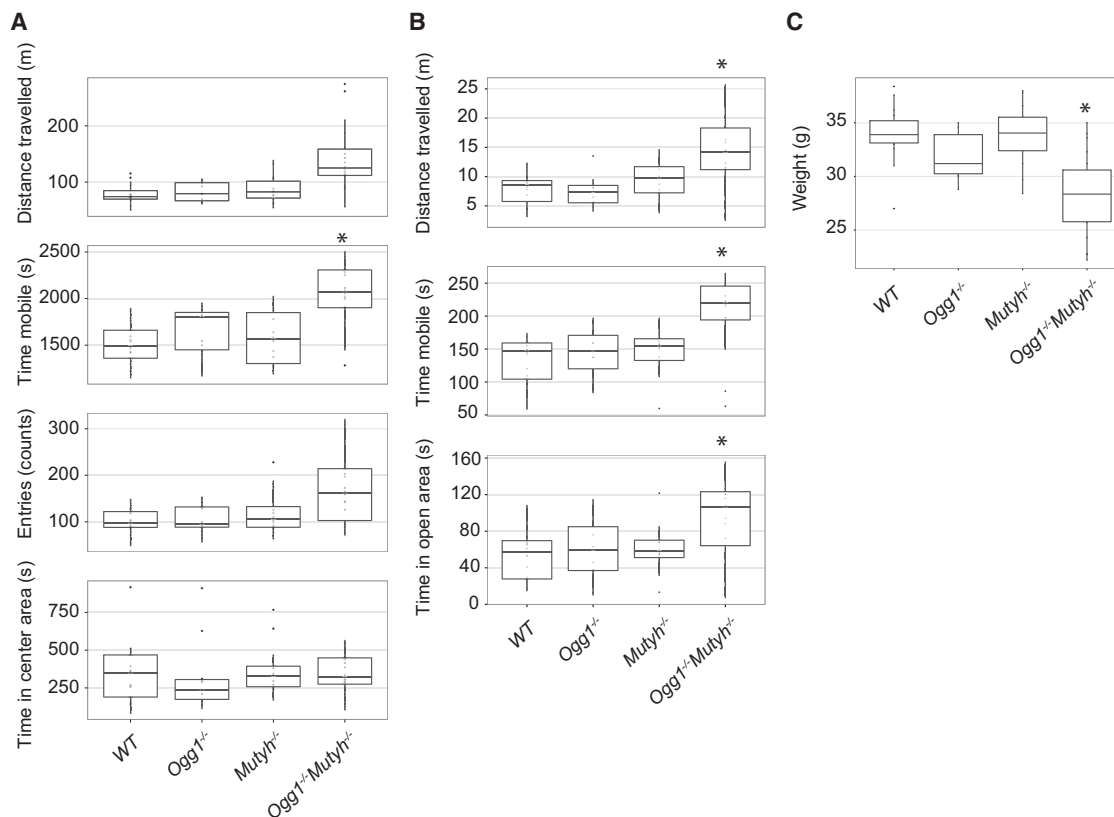 A
Distance travelled (m)
200
100
Time mobile (s)
*
2500
2000
1500
Entries (counts)
300
200
100
Time in center area (s)
750
500
250
WT
Ogg1-/-
Mutyh-/-
Ogg1-/-Mutyh-/-
B
Distance travelled (m)
*
25
20
15
10
5
Time mobile (s)
*
250
200
150
100
50
Time in open area (s)
*
160
120
80
40
0
WT
Ogg1-/-
Mutyh-/-
Ogg1-/-Mutyh-/-
C
Weight (g)
*
35
30
25
WT
Ogg1-/-
Mutyh-/-
Ogg1-/-Mutyh-/-